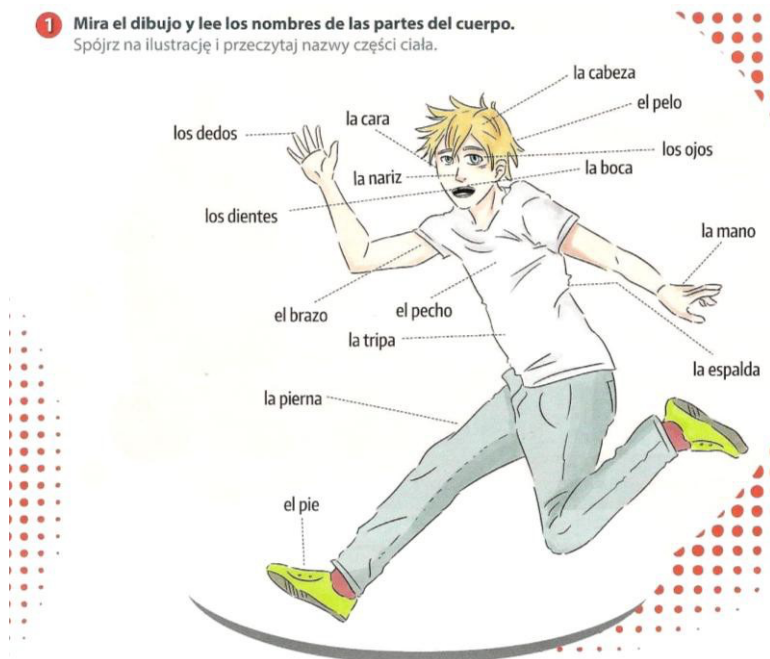 1 Mira el dibujo y lee los nombres de las partes del cuerpo.
Spójrz na ilustrację i przeczytaj nazwy części ciała.
la cabeza
el pelo
la cara
los dedos
los ojos
la boca
la nariz
los dientes
la mano
el brazo
el pecho
la tripa
la espalda
la pierna
el pie